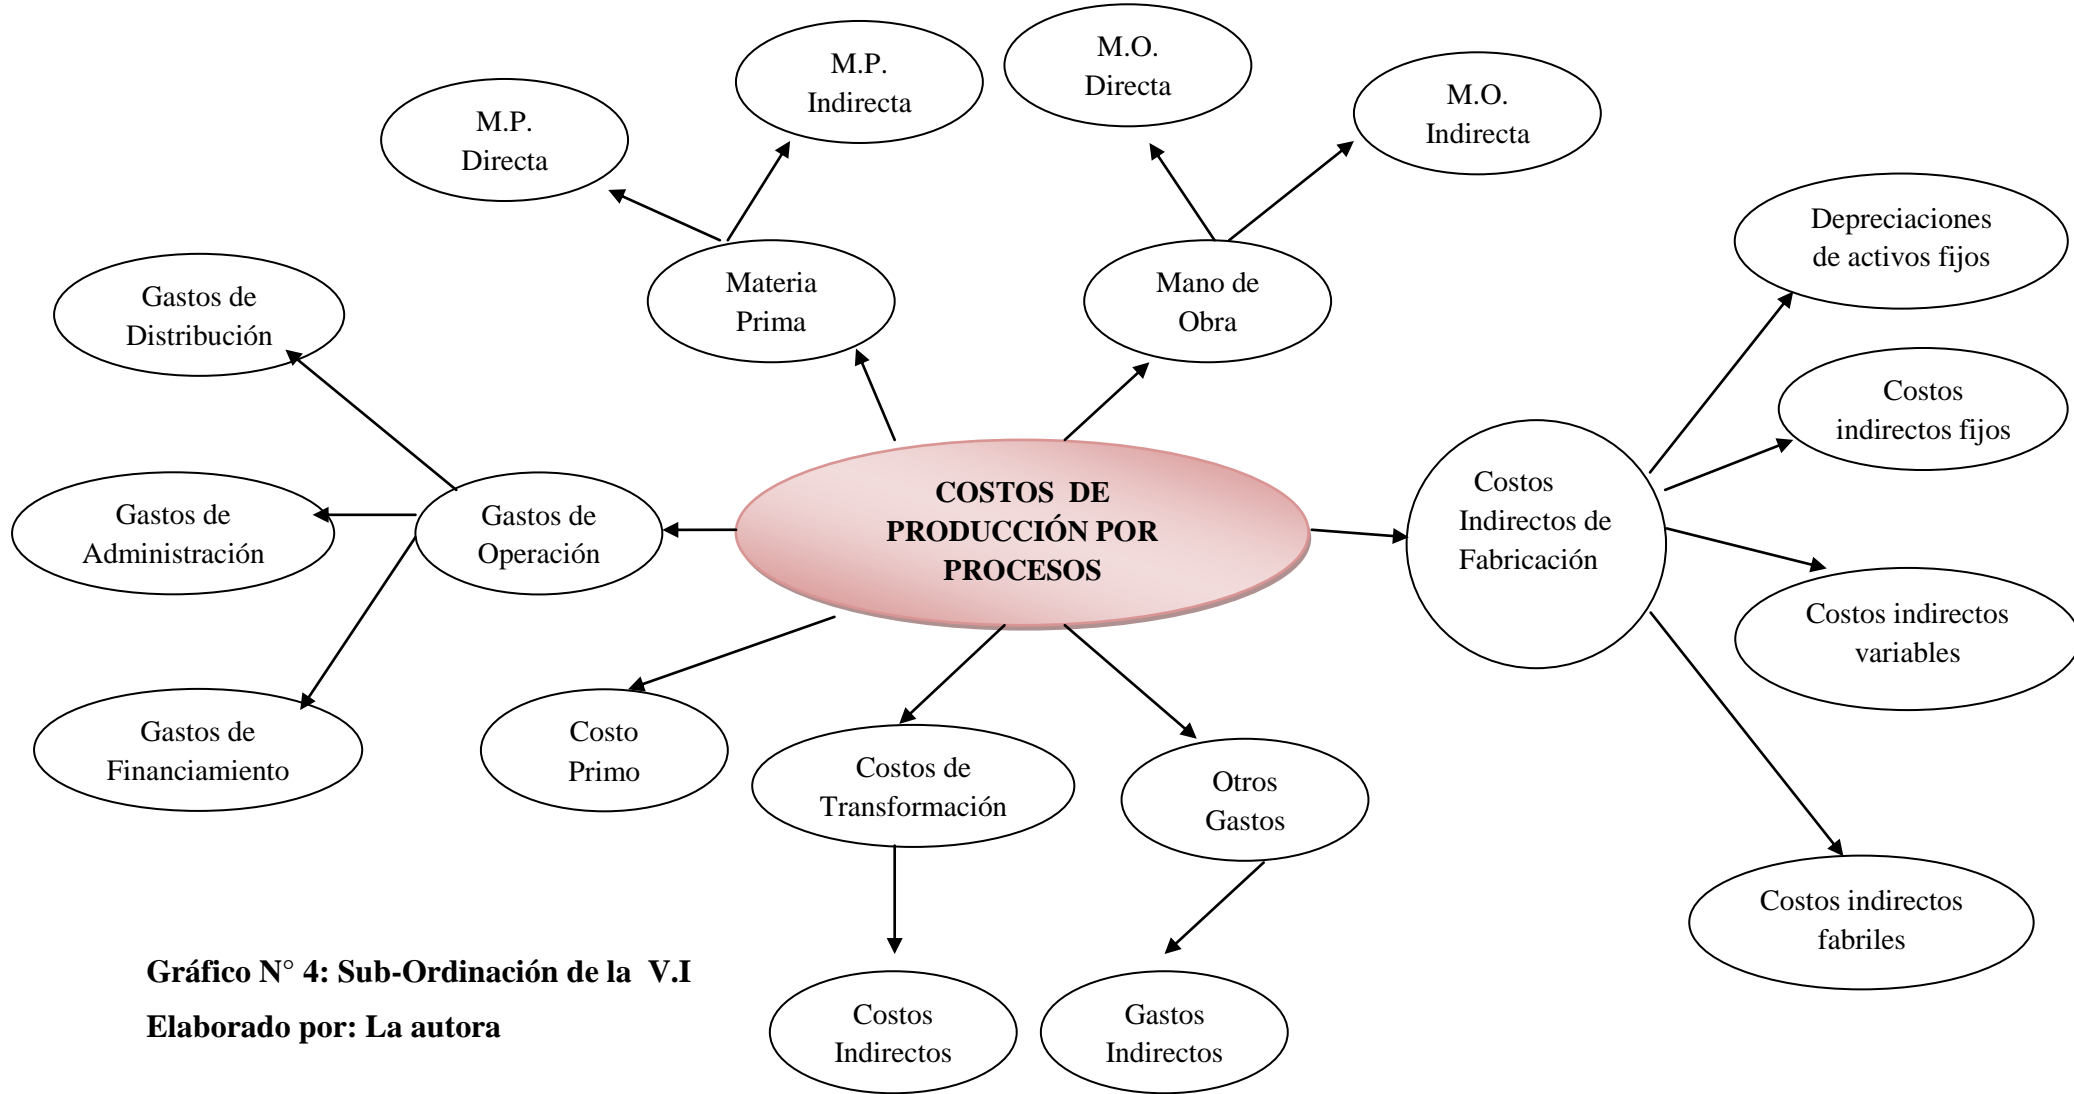 M.O.
Directa
M.P.
Indirecta
M.O.
Indirecta
M.P.
Directa
Depreciaciones
de activos fijos
Materia
Prima
Mano de
Obra
Gastos de
Distribución
Costos
indirectos fijos
COSTOS DE
PRODUCCIÓN POR
PROCESOS
Costos
Indirectos de
Fabricación
Gastos de
Operación
Gastos de
Administración
Costos indirectos
variables
Gastos de
Financiamiento
Costo
Primo
Costos de
Transformación
Otros
Gastos
Costos indirectos
fabriles
Gráfico N° 4: Sub-Ordinación de la V.I
Elaborado por: La autora
Costos
Indirectos
Gastos
Indirectos